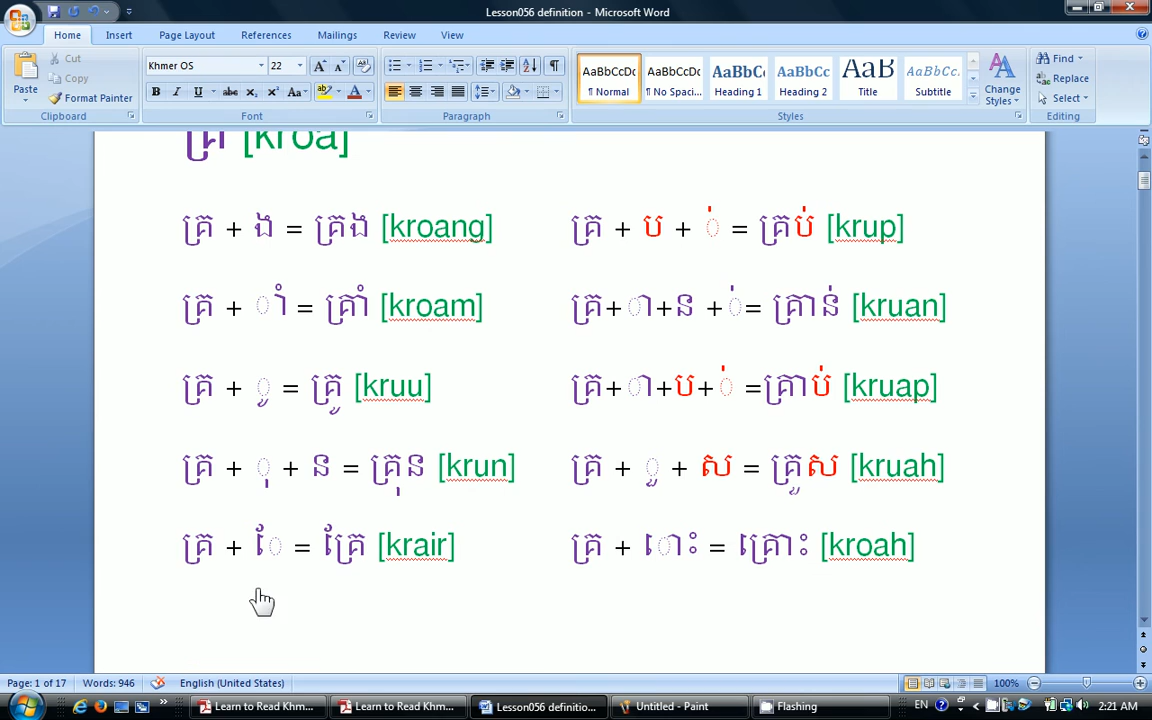 Lesson056 definition - Microsoft Word
Home Insert Page Layout References Mailings Review View
Paste Cut Copy Format Painter Clipboard
Khmer OS 22 Font
Paragraph
AaBbCcDc ¶ Normal AaBbCcDc ¶ No Spaci... AaBbCc Heading 1 AaBbCc Heading 2 AaB Title AaBbCc. Subtitle Change Styles Styles
Find Replace Select Editing
គ្រ [kroa]
គ្រ + ង = គ្រង [kroang] គ្រ + ប + ់ = គ្រប់ [krup]
គ្រ + ាំ = គ្រាំ [kroam] គ្រ+ា+ន +់= គ្រាន់ [kruan]
គ្រ + ូ = គ្រូ [kruu] គ្រ+ា+ប+់ =គ្រាប់ [kruap]
គ្រ + ុ + ន = គ្រុន [krun] គ្រ + ួ + ស = គ្រួស [kruah]
គ្រ + ែ = គ្រែ [krair] គ្រ + ោះ = គ្រោះ [kroah]
Page: 1 of 17 Words: 946 English (United States) 100%
Learn to Read Khm... Learn to Read Khm... Lesson056 definitio... Untitled - Paint Flashing EN 2:21 AM